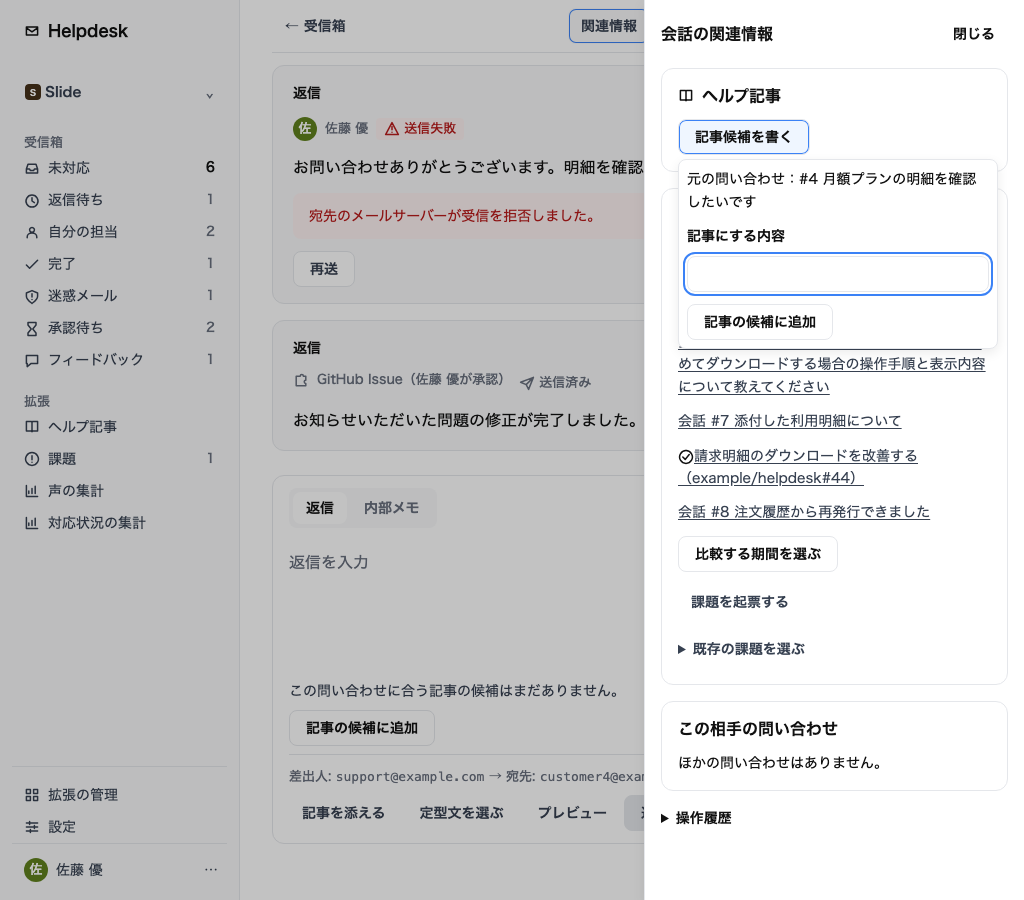 Helpdesk
S Slide
受信箱
未対応 6
返信待ち 1
自分の担当 2
完了 1
迷惑メール 1
承認待ち 2
フィードバック 1
拡張
ヘルプ記事
課題 1
声の集計
対応状況の集計
拡張の管理
設定
佐 佐藤 優 …
← 受信箱
関連情報
返信
佐 佐藤 優 送信失敗
お問い合わせありがとうございます。明細を確認
宛先のメールサーバーが受信を拒否しました。
再送
返信
GitHub Issue（佐藤 優が承認） 送信済み
お知らせいただいた問題の修正が完了しました。
返信 内部メモ
返信を入力
この問い合わせに合う記事の候補はまだありません。
記事の候補に追加
差出人: support@example.com → 宛先: customer4@exam
記事を添える 定型文を選ぶ プレビュー
会話の関連情報 閉じる
ヘルプ記事
記事候補を書く
元の問い合わせ：#4 月額プランの明細を確認
したいです
記事にする内容
記事の候補に追加
めてダウンロードする場合の操作手順と表示内容
について教えてください
会話 #7 添付した利用明細について
請求明細のダウンロードを改善する
（example/helpdesk#44）
会話 #8 注文履歴から再発行できました
比較する期間を選ぶ
課題を起票する
▶ 既存の課題を選ぶ
この相手の問い合わせ
ほかの問い合わせはありません。
▶ 操作履歴